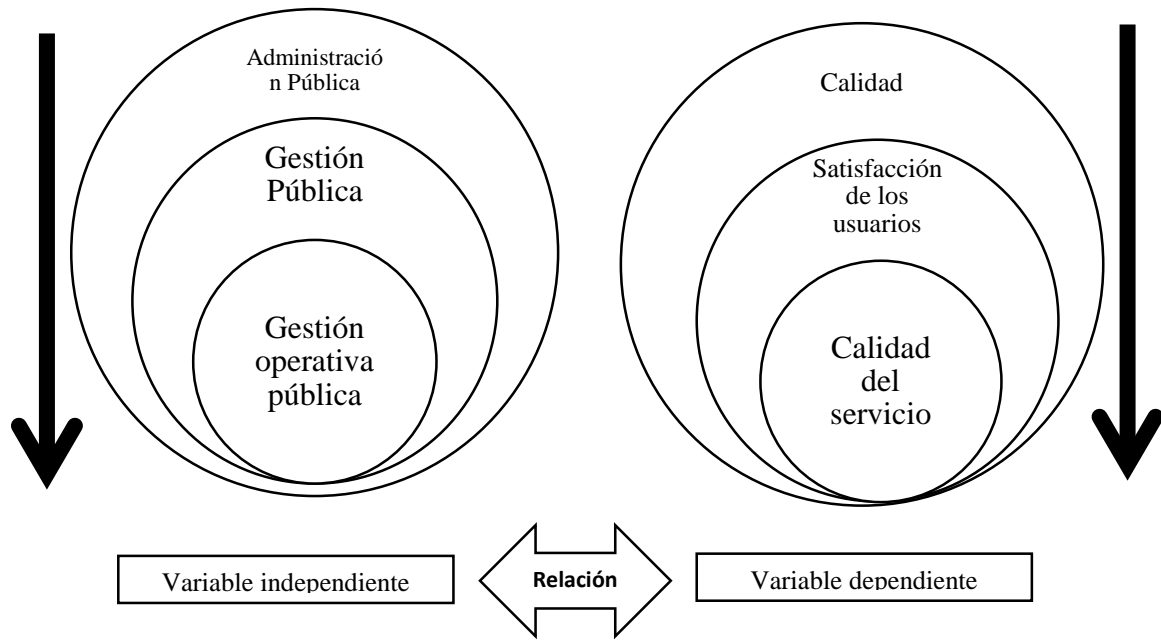 Administració
n Pública
Gestión
Pública
Gestión
operativa
pública
Calidad
Satisfacción
de los
usuarios
Calidad
del
servicio
Variable independiente
Relación
Variable dependiente